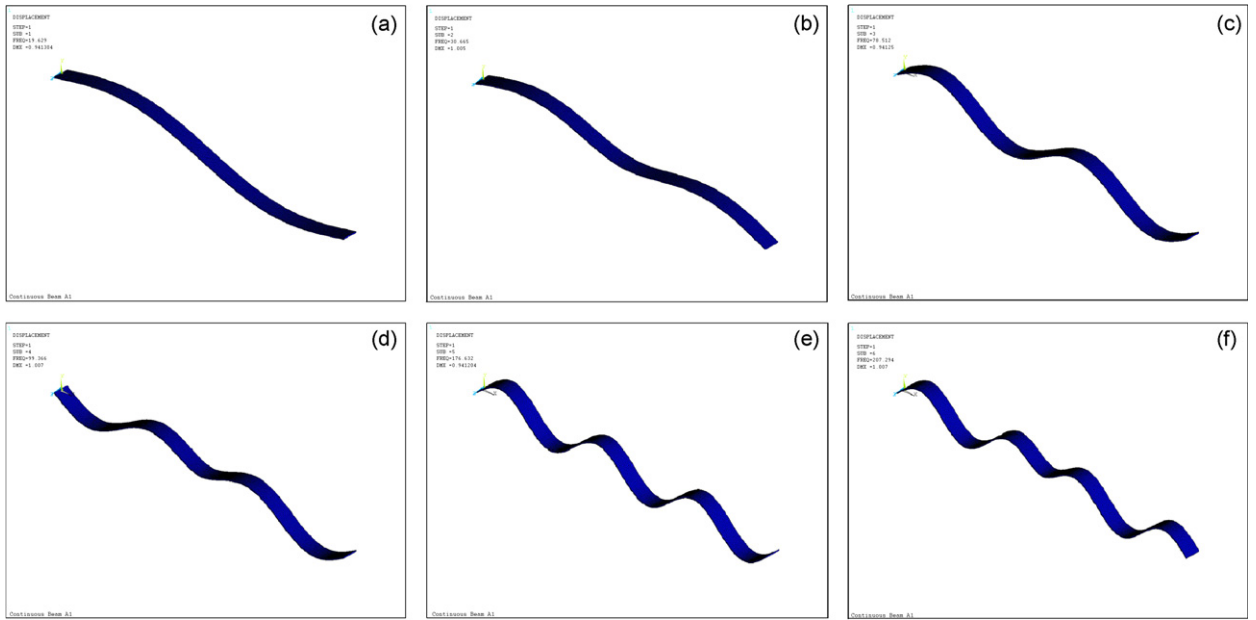 DISPLACEMENT
STEP=1
SUB =1
FREQ=19.629
DMX =0.941304
(a)
Continuous Beam A1
DISPLACEMENT
STEP=1
SUB =2
FREQ=30.665
DMX =1.005
(b)
Continuous Beam A1
DISPLACEMENT
STEP=1
SUB =3
FREQ=78.512
DMX =0.94125
(c)
Continuous Beam A1
DISPLACEMENT
STEP=1
SUB =4
FREQ=99.366
DMX =1.007
(d)
Continuous Beam A1
DISPLACEMENT
STEP=1
SUB =5
FREQ=176.632
DMX =0.941204
(e)
Continuous Beam A1
DISPLACEMENT
STEP=1
SUB =6
FREQ=207.294
DMX =1.007
(f)
Continuous Beam A1